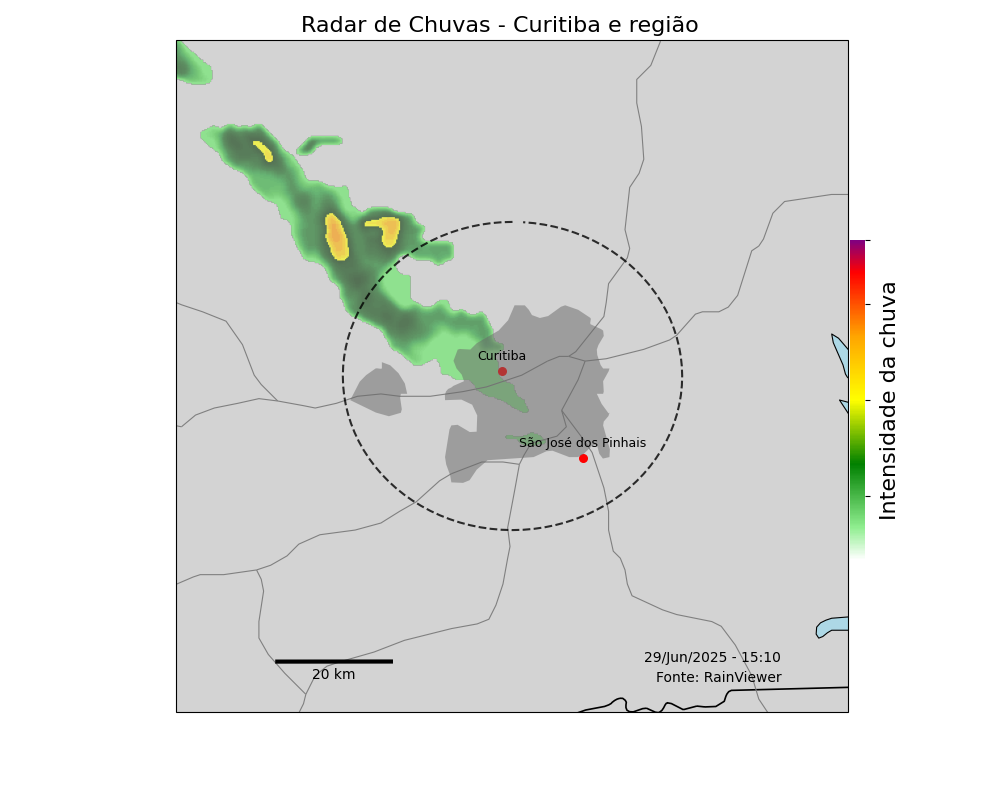 Radar de Chuvas - Curitiba e região
Curitiba
São José dos Pinhais
Intensidade da chuva
29/Jun/2025 - 15:10
20 km
Fonte: RainViewer